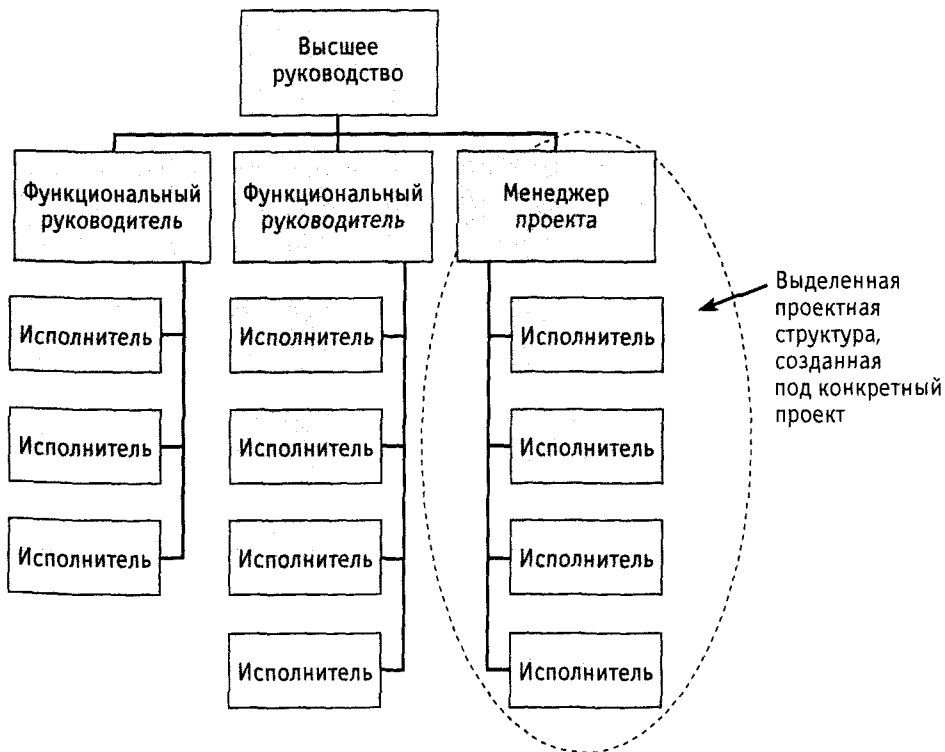 Высшее
руководство
Функциональный
руководитель
Функциональный
руководитель
Менеджер
проекта
Исполнитель
Исполнитель
Исполнитель
Исполнитель
Исполнитель
Исполнитель
Исполнитель
Исполнитель
Исполнитель
Исполнитель
Исполнитель
Выделенная
проектная
структура,
созданная
под конкретный
проект